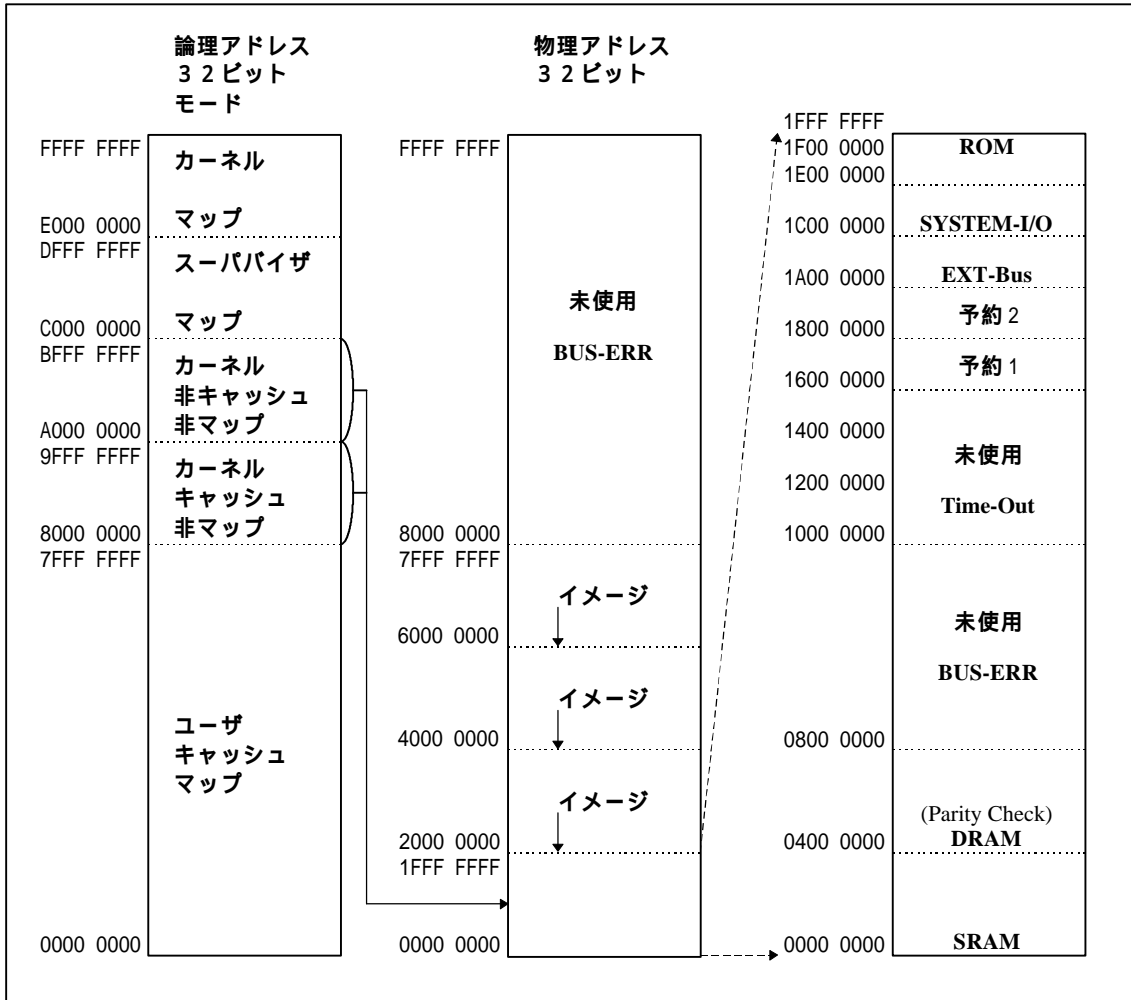 論理アドレス
３２ビット
モード
FFFF FFFF
カーネル
マップ
E000 0000
DFFF FFFF
スーパバイザ
マップ
C000 0000
BFFF FFFF
カーネル
非キャッシュ
非マップ
A000 0000
9FFF FFFF
カーネル
キャッシュ
非マップ
8000 0000
7FFF FFFF
ユーザ
キャッシュ
マップ
0000 0000
物理アドレス
３２ビット
FFFF FFFF
未使用
BUS-ERR
8000 0000
7FFF FFFF
イメージ
6000 0000
イメージ
4000 0000
イメージ
2000 0000
1FFF FFFF
0000 0000
1FFF FFFF
1F00 0000
ROM
1E00 0000
1C00 0000
SYSTEM-I/O
1A00 0000
EXT-Bus
1800 0000
予約 2
1600 0000
予約 1
1400 0000
未使用
1200 0000
Time-Out
1000 0000
未使用
BUS-ERR
0800 0000
(Parity Check)
0400 0000
DRAM
0000 0000
SRAM